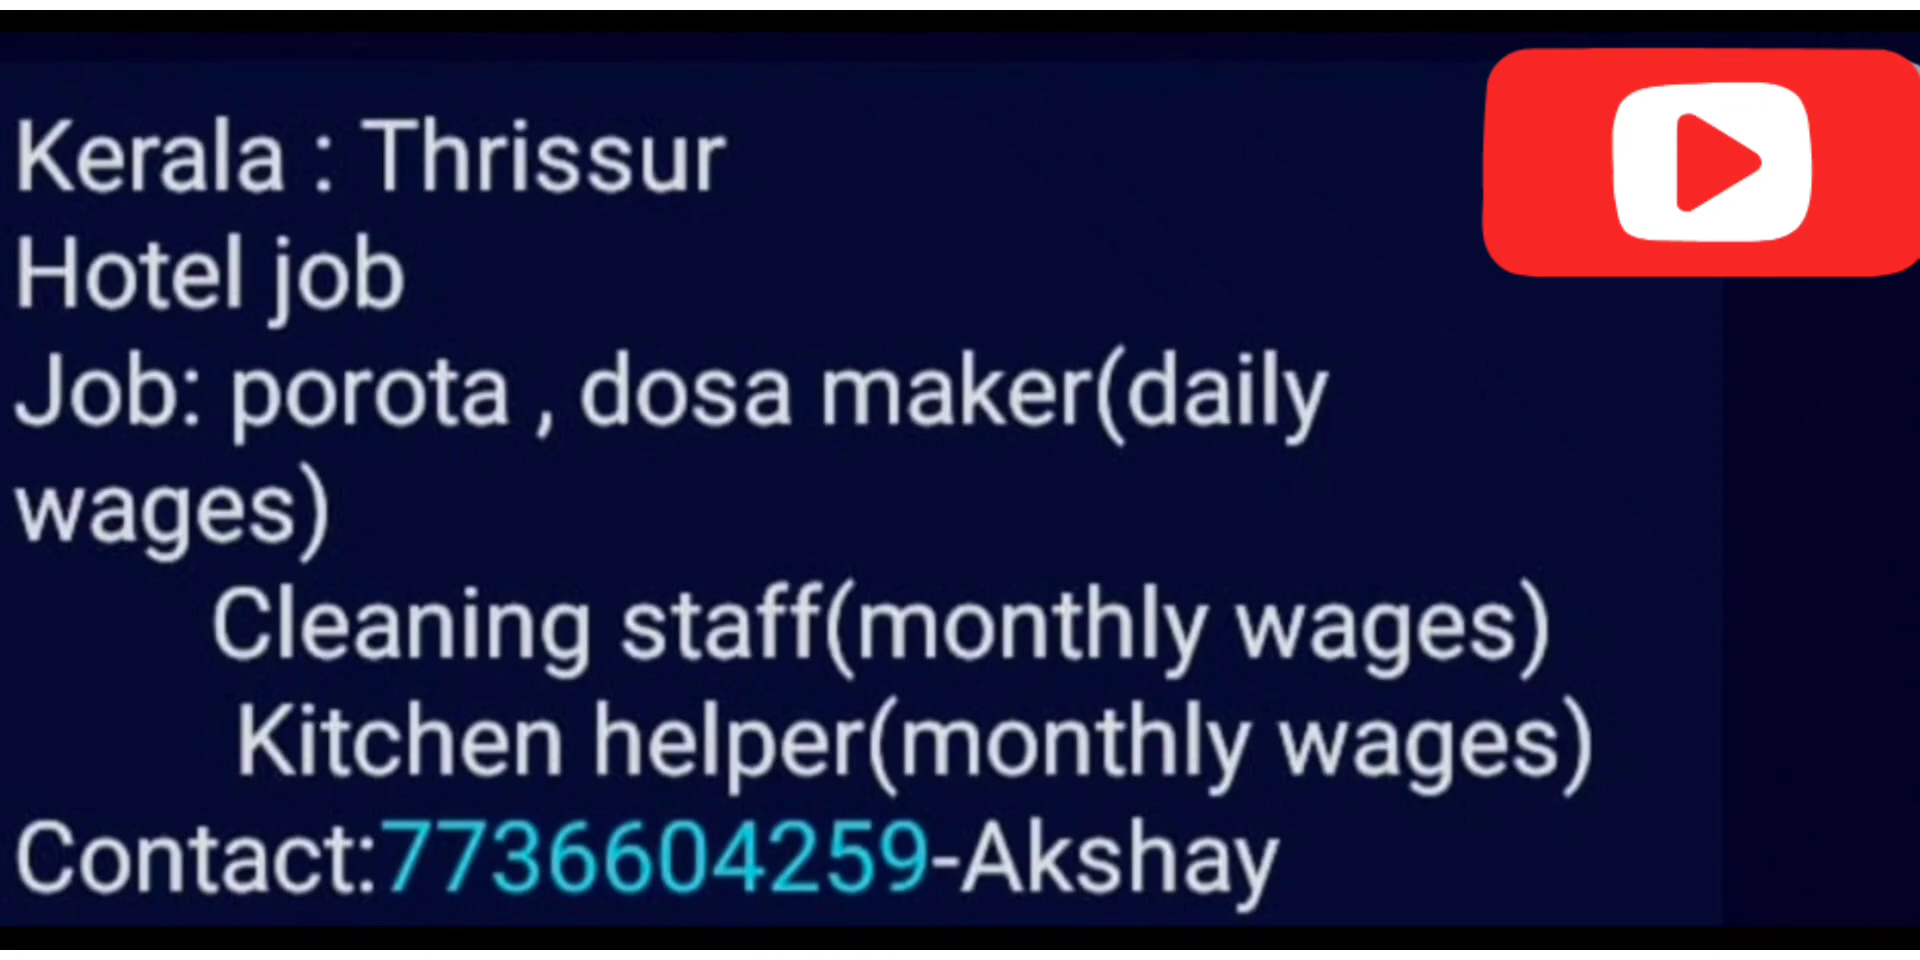 Kerala : Thrissur
Hotel job
Job: porota , dosa maker(daily
wages)
Cleaning staff(monthly wages)
Kitchen helper(monthly wages)
Contact:7736604259-Akshay